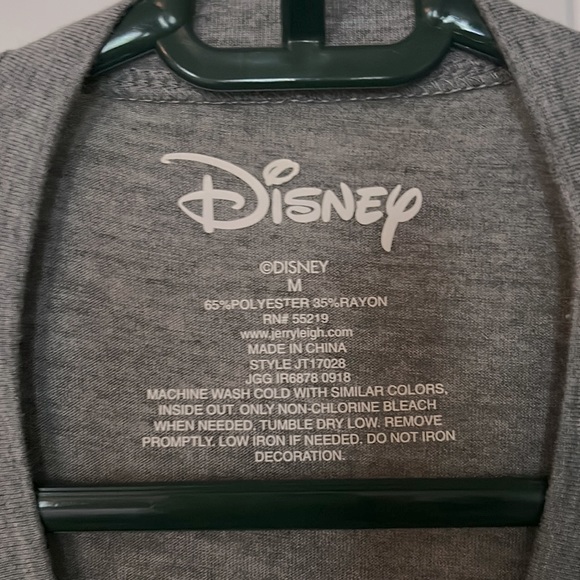 Disney
©DISNEY
M
65%POLYESTER 35%RAYON
RN# 55219
www.jerryleigh.com
MADE IN CHINA
STYLE JT17028
JGG IR6878 0918
MACHINE WASH COLD WITH SIMILAR COLORS,
INSIDE OUT. ONLY NON-CHLORINE BLEACH
WHEN NEEDED. TUMBLE DRY LOW. REMOVE
PROMPTLY. LOW IRON IF NEEDED. DO NOT IRON
DECORATION.